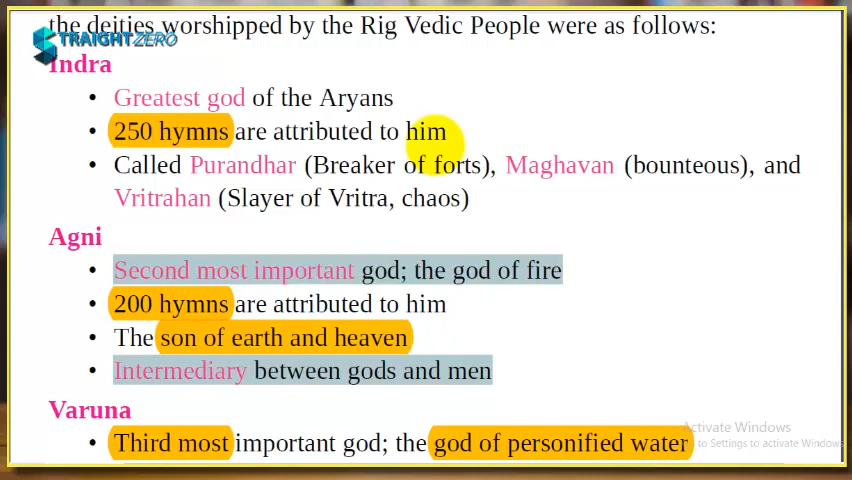 the deities worshipped by the Rig Vedic People were as follows:
STRAIGHTZERO
Indra
• Greatest god of the Aryans
• 250 hymns are attributed to him
• Called Purandhar (Breaker of forts), Maghavan (bounteous), and
Vritrahan (Slayer of Vritra, chaos)
Agni
• Second most important god; the god of fire
• 200 hymns are attributed to him
• The son of earth and heaven
• Intermediary between gods and men
Varuna
• Third most important god; the god of personified water
Activate Windows
to Settings to activate Windows